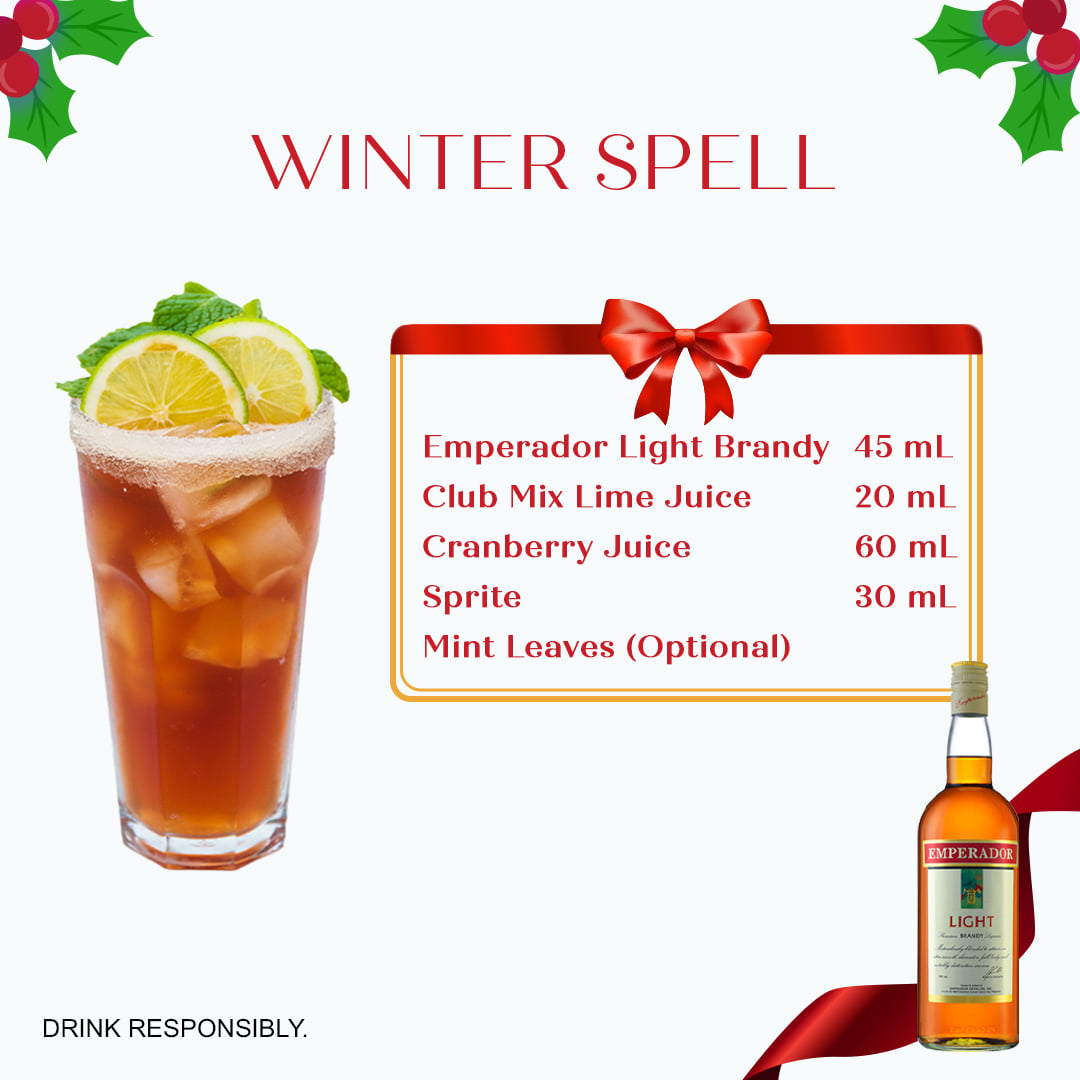 WINTER SPELL
Emperador Light Brandy 45 mL
Club Mix Lime Juice 20 mL
Cranberry Juice 60 mL
Sprite 30 mL
Mint Leaves (Optional)
EMPERADOR
LIGHT
BRANDY
DRINK RESPONSIBLY.